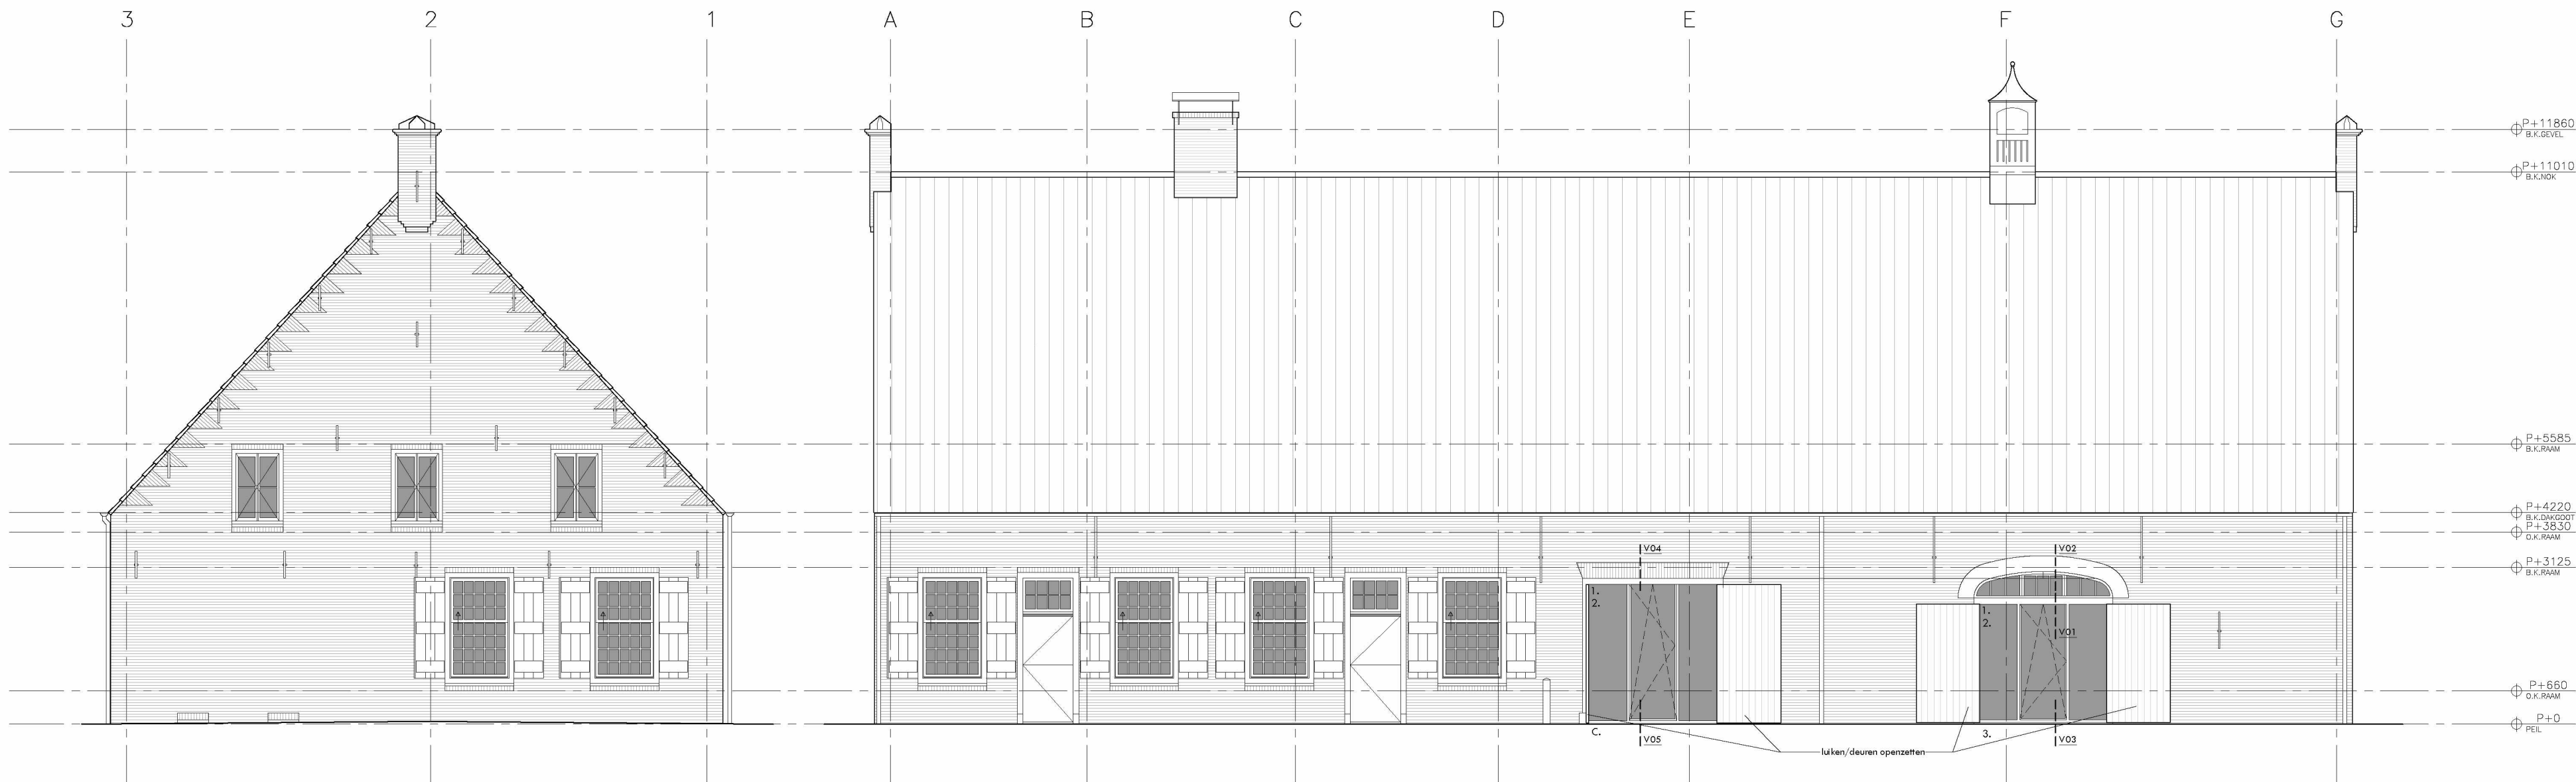 3 2 1 A B C D E F G
P+11860
B.K.GEVEL
P+11010
B.K.NOK
P+5585
B.K.RAAM
P+4220
B.K.DAKGOOT
P+3830
O.K.RAAM
V04
V02
P+3125
B.K.RAAM
1.
2.
1.
2.
V01
P+660
O.K.RAAM
P+0
PEIL
C.
V05
3.
V03
luiken/deuren openzetten